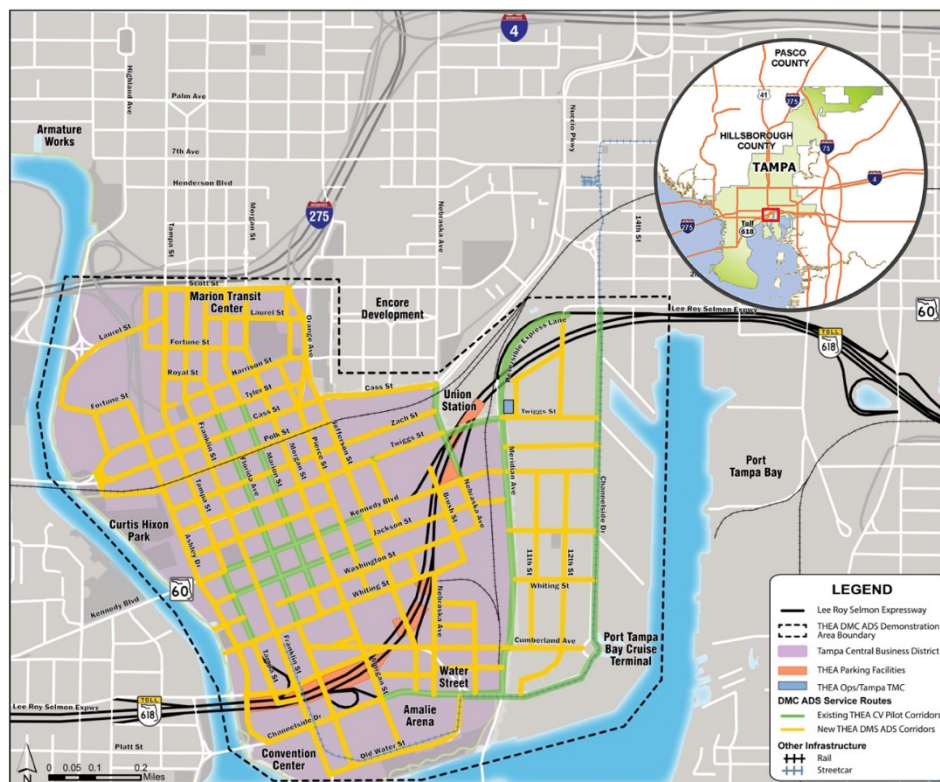 INTERSTATE
4
PASCO
COUNTY
41
275
HILLSBOROUGH
COUNTY
75
TAMPA
4
275
Toll
618
Highland Ave
Palm Ave
Nuccio Pkwy
Armature
Works
7th Ave
Henderson Blvd
275
Tampa St
Morgan St
Nebraska Ave
14th St
Scott St
Marion Transit
Center
Laurel St
Laurel St
Orange Ave
Encore
Development
Reversible Express Lane
Lee Roy Selmon Expwy
60
TOLL
618
Fortune St
Royal St
Harrison St
Tyler St
Cass St
Union
Station
Fortune St
Cass St
Polk St
Zach St
Twiggs St
Twiggs St
Franklin St
Florida Ave
Marion St
Morgan St
Pierce St
Jefferson St
Tampa St
Kennedy Blvd
Meridian Ave
Channelside Dr
Port
Tampa Bay
Curtis Hixon
Park
Ashley Dr
Jackson St
Brush St
Nebraska Ave
Washington St
Whiting St
11th St
12th St
Whiting St
60
Kennedy Blvd
Nebraska Ave
Cumberland Ave
Port Tampa
Bay Cruise
Terminal
Tampa St
Franklin St
Morgan St
Water
Street
Amalie
Arena
TOLL
618
Lee Roy Selmon Expwy
Channelside Dr
Platt St
Convention
Center
Old Water St
N
0 0.1 0.2
Miles
LEGEND
Lee Roy Selmon Expressway
THEA DMC ADS Demonstration
Area Boundary
Tampa Central Business District
THEA Parking Facilities
THEA Ops/Tampa TMC
DMC ADS Service Routes
Existing THEA CV Pilot Corridors
New THEA DMS ADS Corridors
Other Infrastructure
Rail
Streetcar